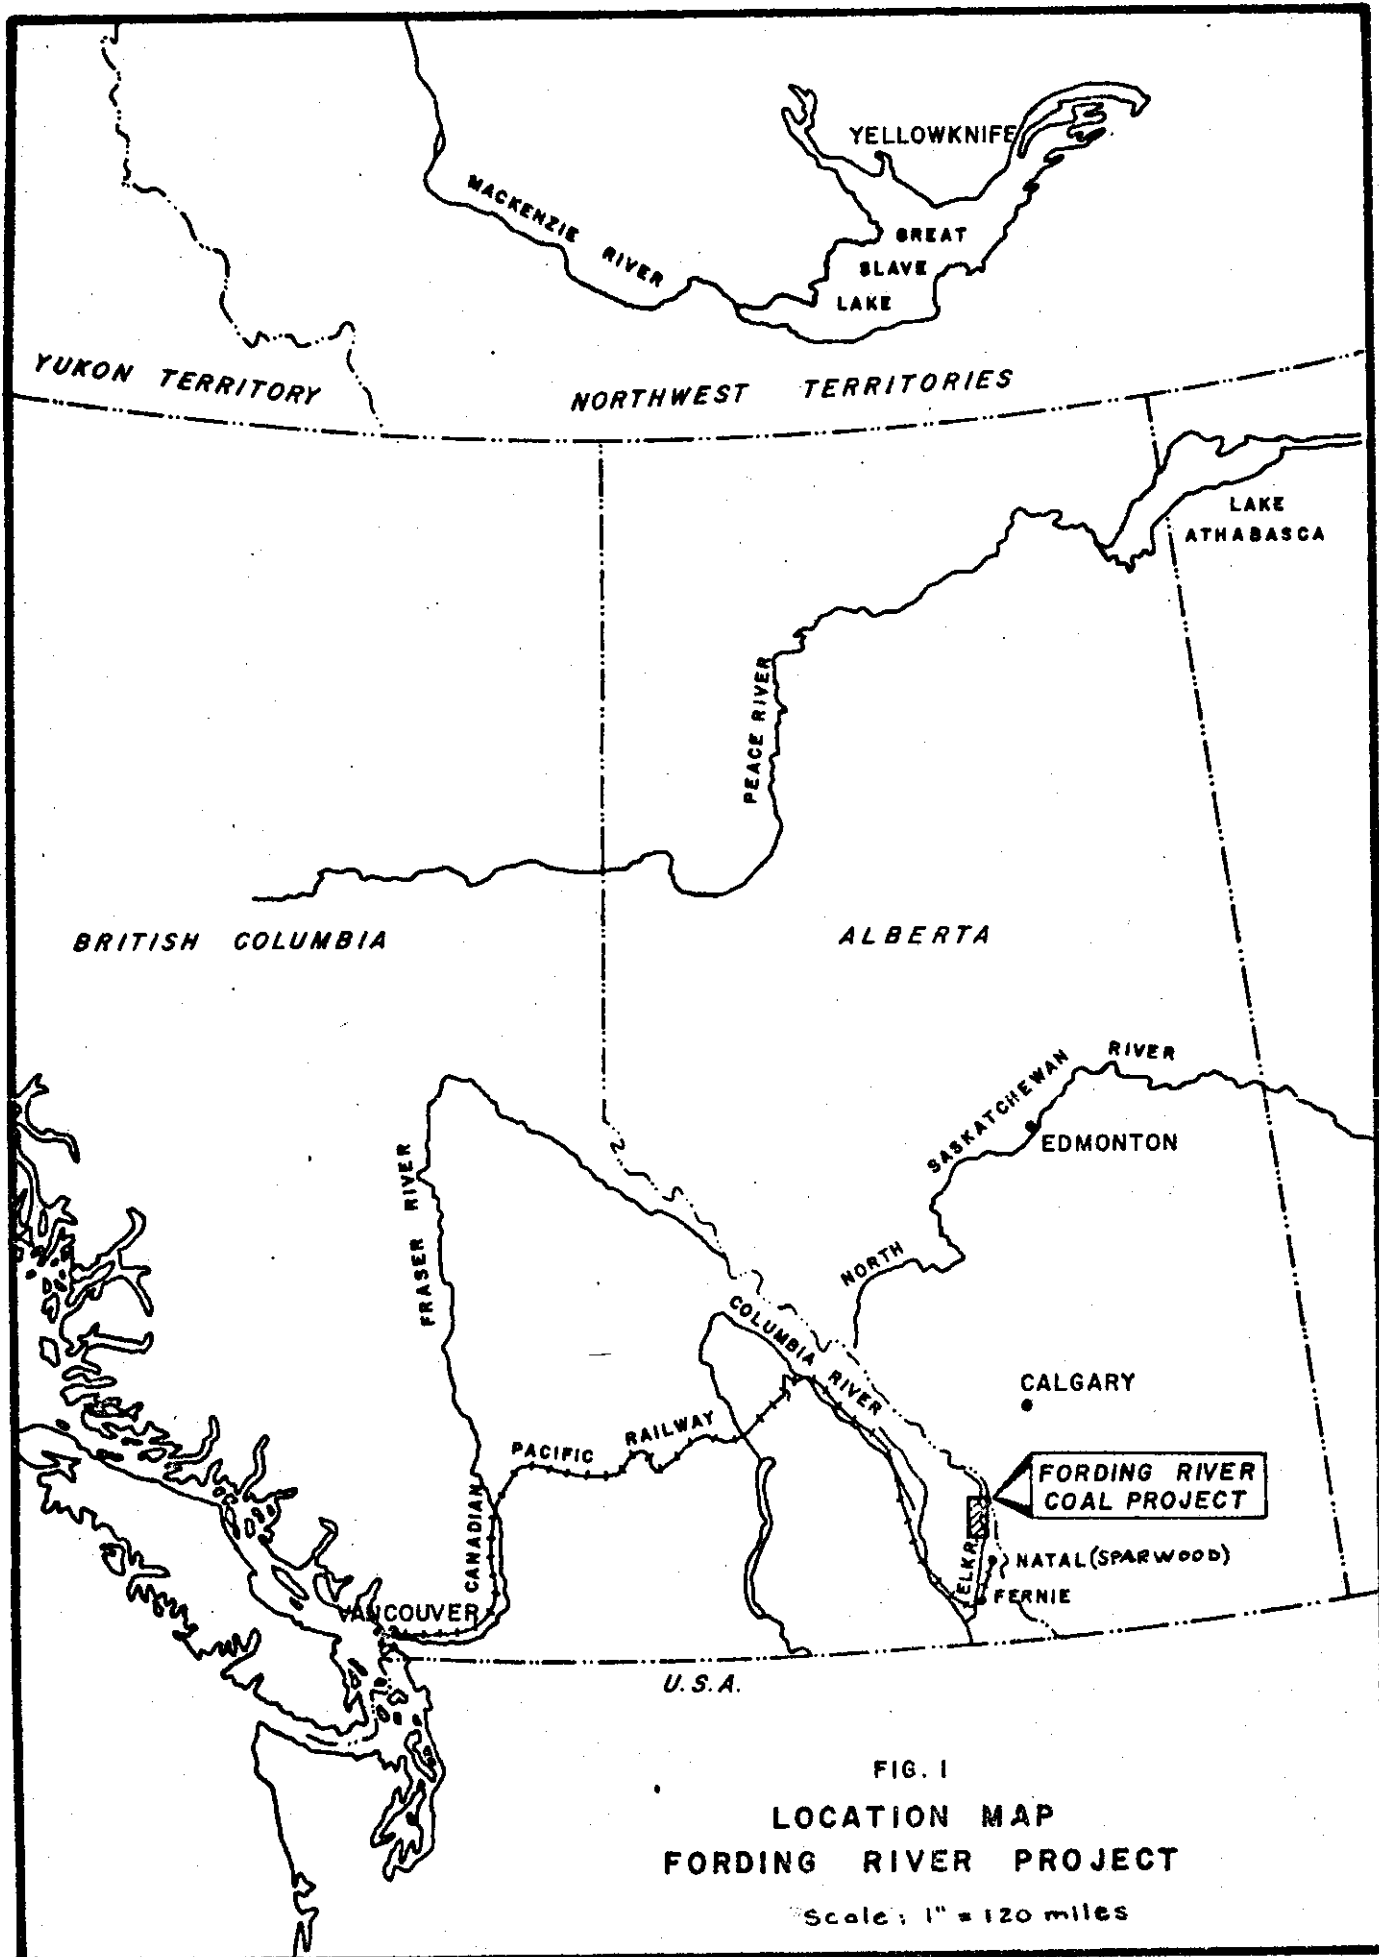 YELLOWKNIFE
MACKENZIE RIVER
GREAT
SLAVE
LAKE
YUKON TERRITORY
NORTHWEST TERRITORIES
LAKE
ATHABASCA
PEACE RIVER
BRITISH COLUMBIA
ALBERTA
NORTH SASKATCHEWAN RIVER
EDMONTON
FRASER RIVER
COLUMBIA RIVER
CALGARY
CANADIAN PACIFIC RAILWAY
FORDING RIVER
COAL PROJECT
ELK R.
NATAL (SPARWOOD)
FERNIE
VANCOUVER
U.S.A.
FIG. 1
LOCATION MAP
FORDING RIVER PROJECT
Scale: 1" = 120 miles